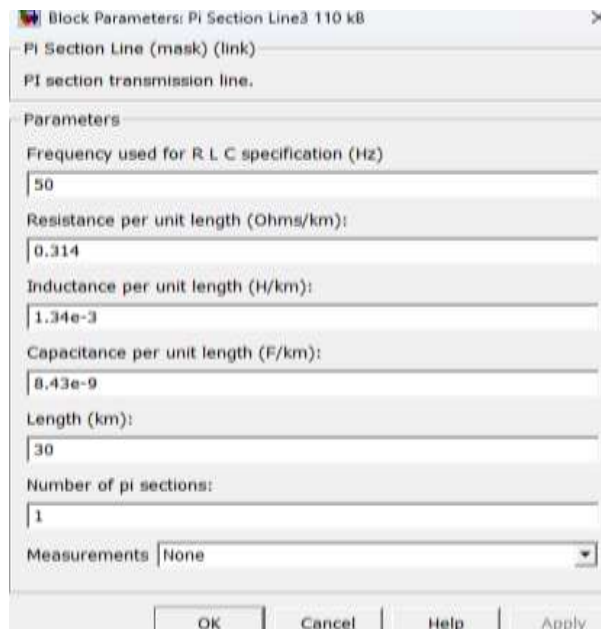 Block Parameters: Pi Section Line3 110 kB
Pi Section Line (mask) (link)
PI section transmission line.
Parameters
Frequency used for R L C specification (Hz)
50
Resistance per unit length (Ohms/km):
0.314
Inductance per unit length (H/km):
1.34e-3
Capacitance per unit length (F/km):
8.43e-9
Length (km):
30
Number of pi sections:
1
Measurements None
OK Cancel Help Apply